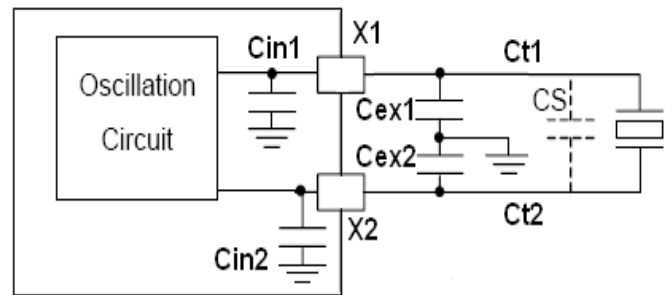 X1
Cin1
Ct1
Oscillation
Circuit
CS
Cex1
Cex2
X2
Ct2
Cin2